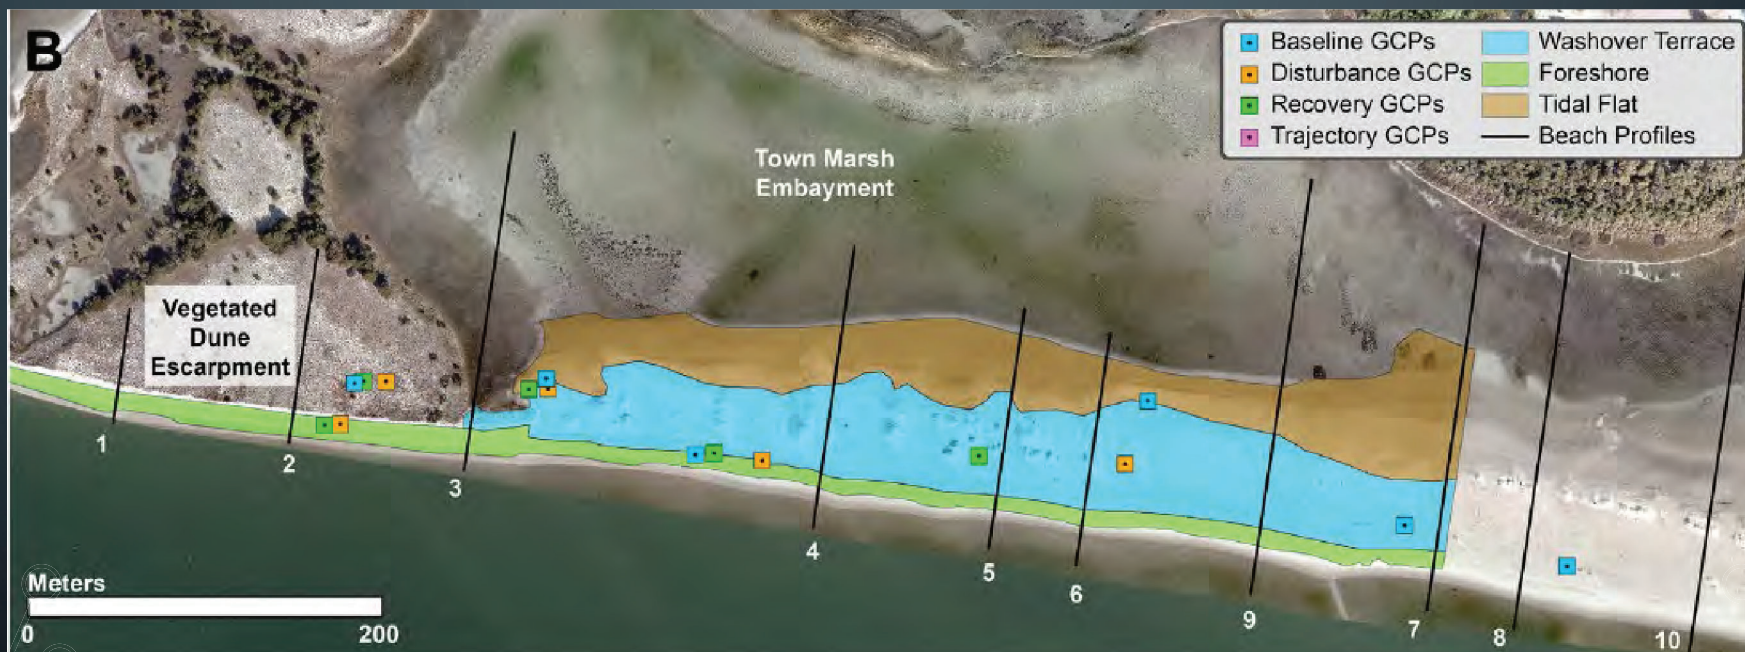 B
Baseline GCPs
Disturbance GCPs
Recovery GCPs
Trajectory GCPs
Washover Terrace
Foreshore
Tidal Flat
Beach Profiles
Town Marsh
Embayment
Vegetated
Dune
Escarpment
1
2
3
4
5
6
9
7
8
10
Meters
0
200